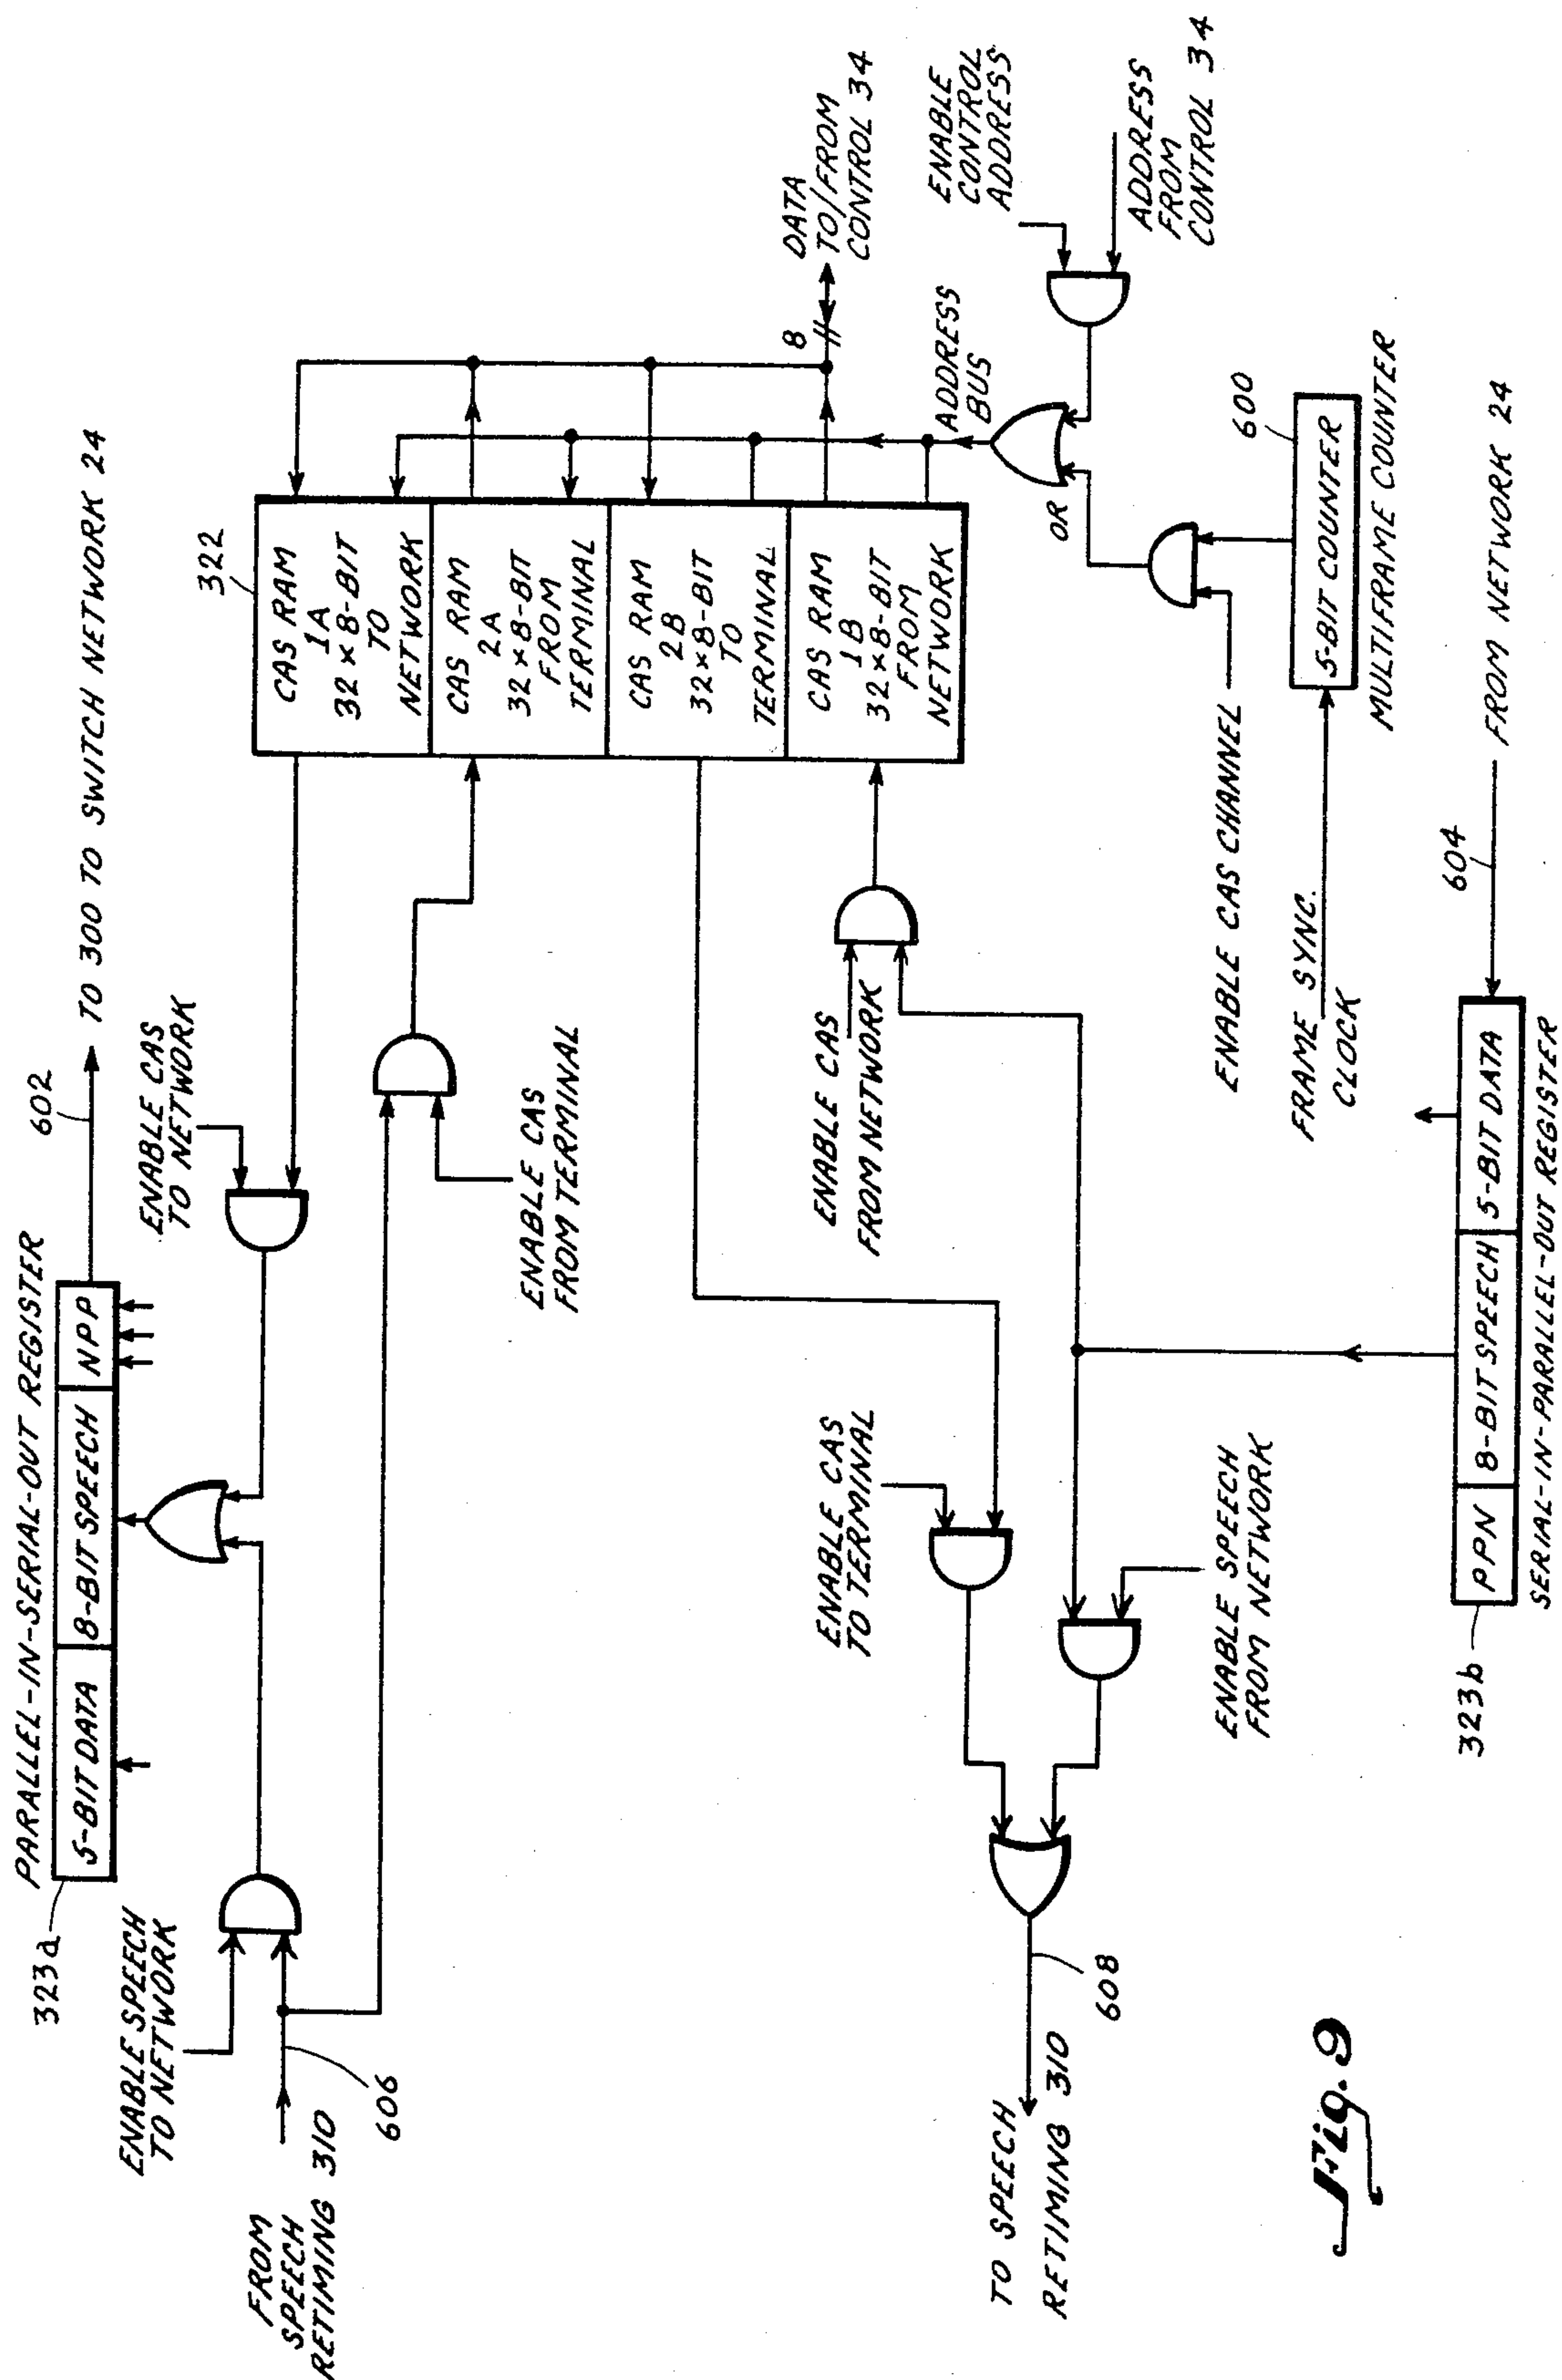 PARALLEL-IN-SERIAL-OUT REGISTER
323a
5-BIT DATA
8-BIT SPEECH
NPP
602
TO 300 TO SWITCH NETWORK 24
ENABLE SPEECH
TO NETWORK
ENABLE CAS
TO NETWORK
FROM
SPEECH
RETIMING 310
606
ENABLE CAS
FROM TERMINAL
322
CAS RAM
1A
32 x 8-BIT
TO
NETWORK
CAS RAM
2A
32 x 8-BIT
FROM
TERMINAL
CAS RAM
2B
32 x 8-BIT
TO
TERMINAL
CAS RAM
1B
32 x 8-BIT
FROM
NETWORK
8
DATA
TO/FROM
CONTROL 34
ADDRESS
BUS
ENABLE
CONTROL
ADDRESS
ADDRESS
FROM
CONTROL 34
OR
ENABLE CAS
TO TERMINAL
ENABLE CAS
FROM NETWORK
TO SPEECH
RETIMING 310
608
ENABLE SPEECH
FROM NETWORK
ENABLE CAS CHANNEL
FRAME SYNC.
CLOCK
600
5-BIT COUNTER
MULTIFRAME COUNTER
323b
PPN
8-BIT SPEECH
5-BIT DATA
604
FROM NETWORK 24
SERIAL-IN-PARALLEL-OUT REGISTER
Fig. 9